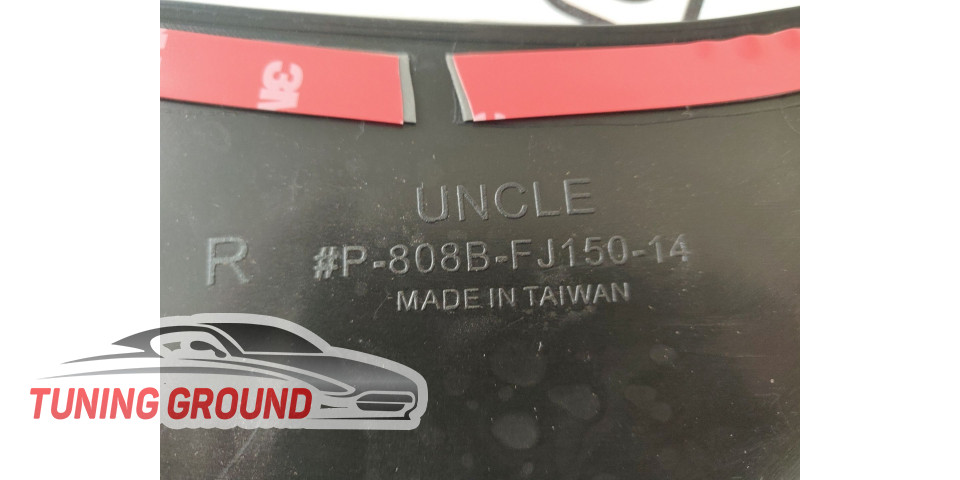 3M
UNCLE
R #P-808B-FJ150-14
MADE IN TAIWAN
TUNING GROUND